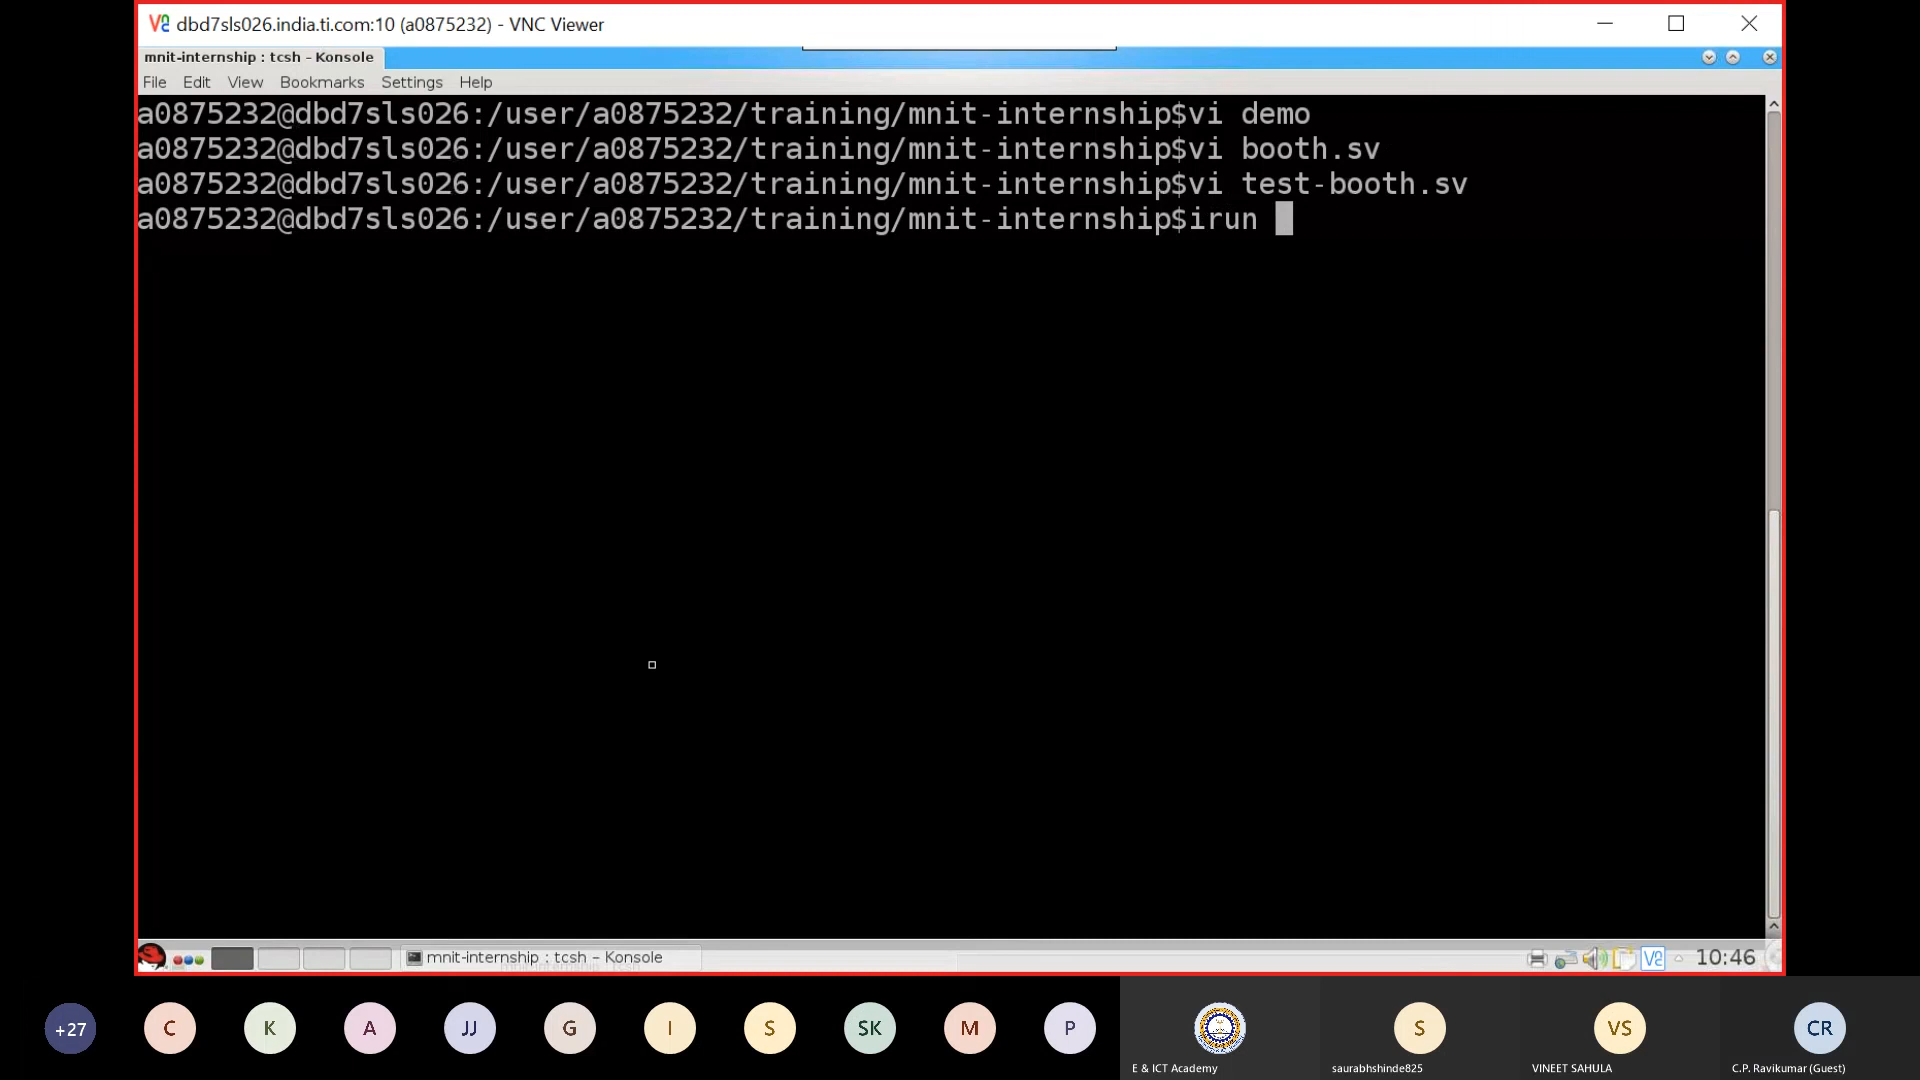 dbd7sls026.india.ti.com:10 (a0875232) - VNC Viewer
mnit-internship : tcsh – Konsole
File Edit View Bookmarks Settings Help
a0875232@dbd7sls026:/user/a0875232/training/mnit-internship$vi demo
a0875232@dbd7sls026:/user/a0875232/training/mnit-internship$vi booth.sv
a0875232@dbd7sls026:/user/a0875232/training/mnit-internship$vi test-booth.sv
a0875232@dbd7sls026:/user/a0875232/training/mnit-internship$irun
mnit-internship : tcsh – Konsole
10:46
+27 C K A JJ G I S SK M P S VS CR
E & ICT Academy saurabhshinde825 VINEET SAHULA C.P. Ravikumar (Guest)